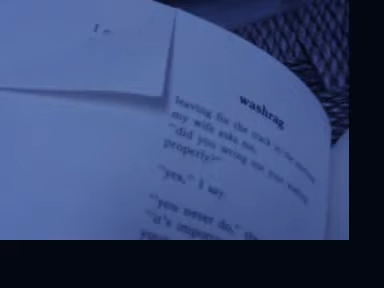 washrag
leaving for the track in the morning
my wife asks me,
"did you wring out your washrag
properly?"
"yes," I say.
"you never do,"
"it's important